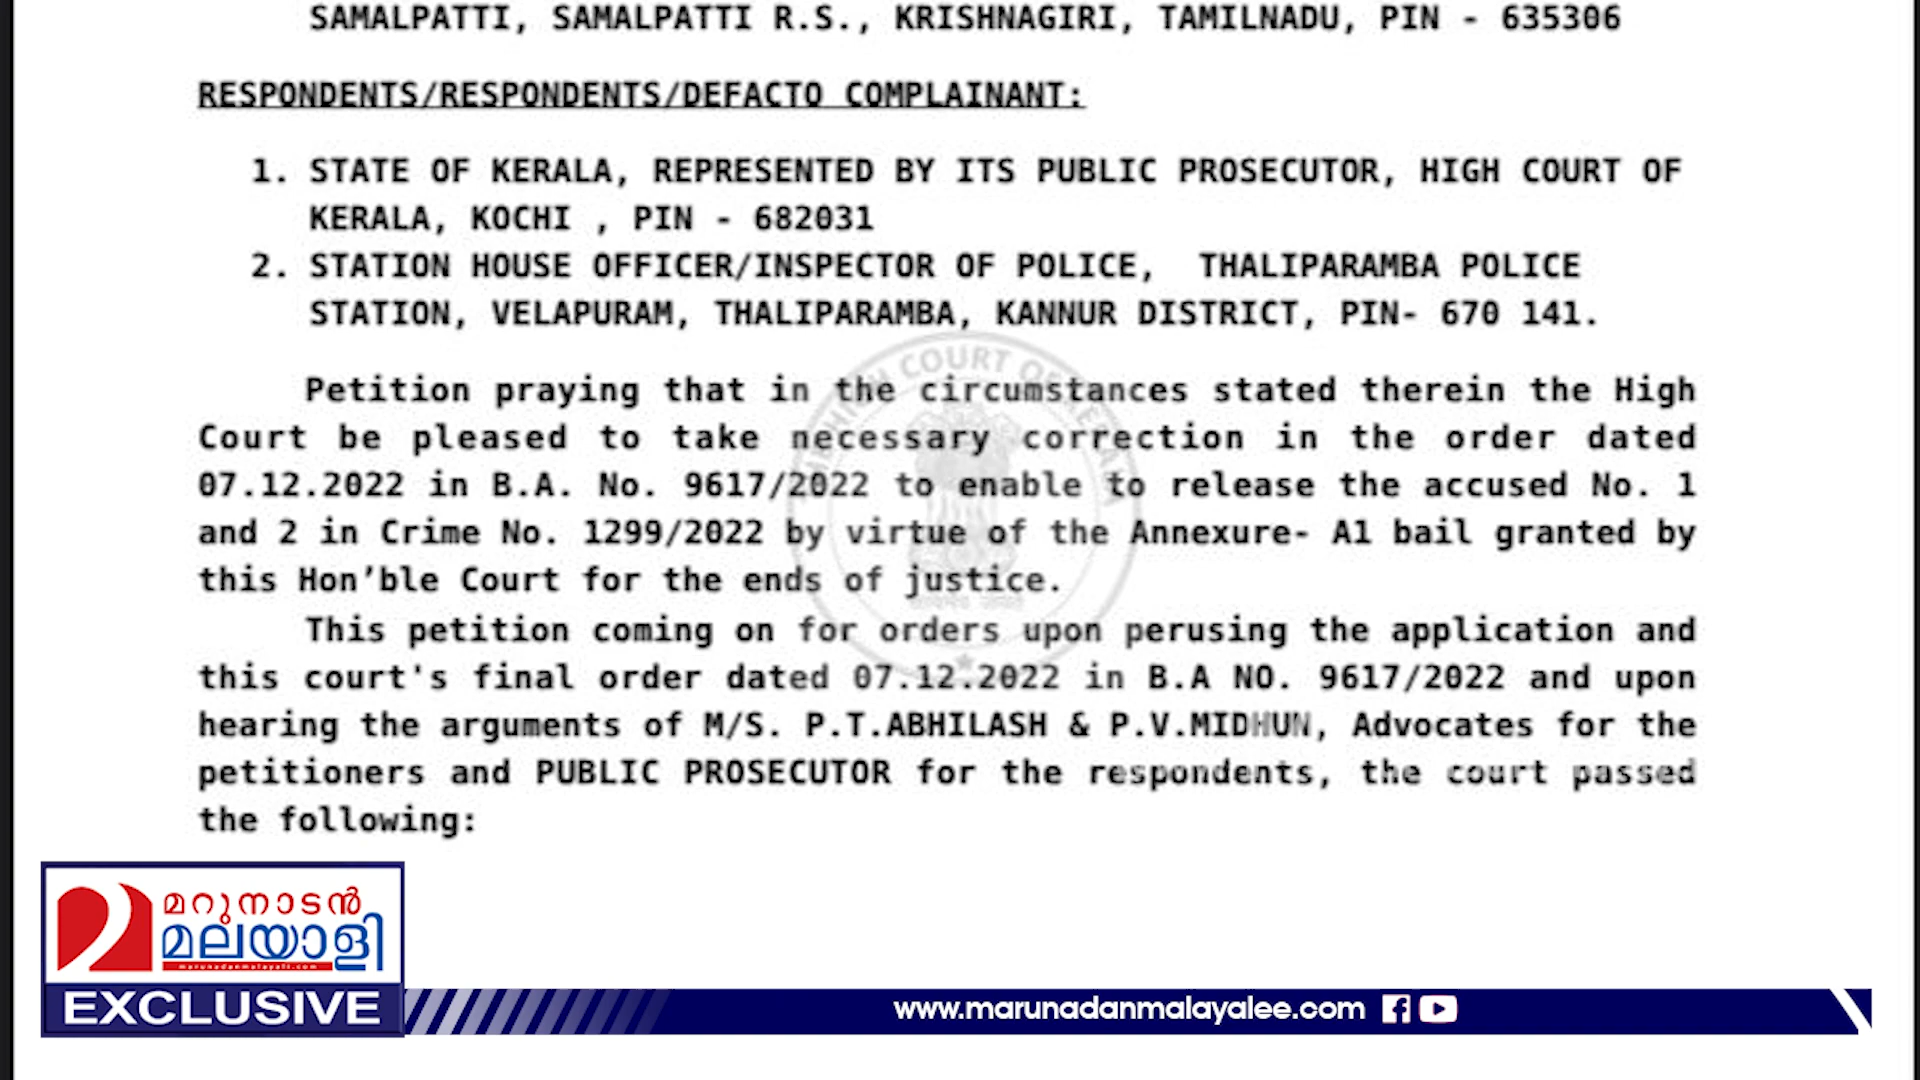 SAMALPATTI, SAMALPATTI R.S., KRISHNAGIRI, TAMILNADU, PIN - 635306
RESPONDENTS/RESPONDENTS/DEFACTO COMPLAINANT:
1. STATE OF KERALA, REPRESENTED BY ITS PUBLIC PROSECUTOR, HIGH COURT OF
KERALA, KOCHI , PIN - 682031
2. STATION HOUSE OFFICER/INSPECTOR OF POLICE, THALIPARAMBA POLICE
STATION, VELAPURAM, THALIPARAMBA, KANNUR DISTRICT, PIN- 670 141.
Petition praying that in the circumstances stated therein the High
Court be pleased to take necessary correction in the order dated
07.12.2022 in B.A. No. 9617/2022 to enable to release the accused No. 1
and 2 in Crime No. 1299/2022 by virtue of the Annexure- A1 bail granted by
this Hon’ble Court for the ends of justice.
This petition coming on for orders upon perusing the application and
this court's final order dated 07.12.2022 in B.A NO. 9617/2022 and upon
hearing the arguments of M/S. P.T.ABHILASH & P.V.MIDHUN, Advocates for the
petitioners and PUBLIC PROSECUTOR for the respondents, the court passed
the following:
HIGH COURT OF KERALA
മറുനാടൻ
മലയാളി
marunadanmalayali.com
EXCLUSIVE
www.marunadanmalayalee.com